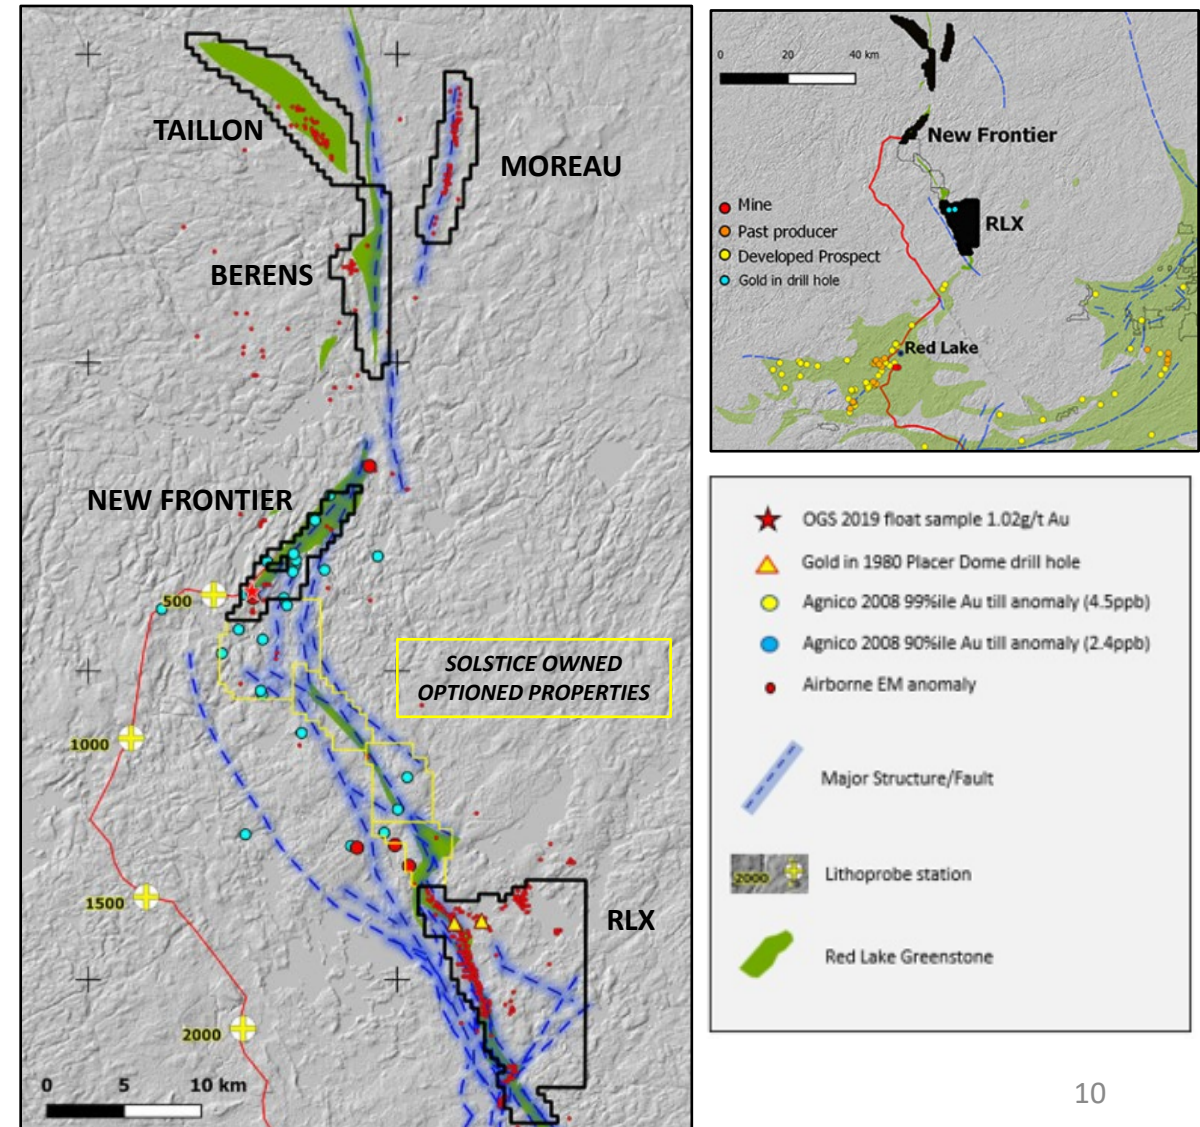 TAILLON
MOREAU
BERENS
NEW FRONTIER
500
SOLSTICE OWNED
OPTIONED PROPERTIES
1000
1500
RLX
2000
0 5 10 km
0 20 40 km
New Frontier
RLX
Mine
Past producer
Developed Prospect
Gold in drill hole
Red Lake
OGS 2019 float sample 1.02g/t Au
Gold in 1980 Placer Dome drill hole
Agnico 2008 99%ile Au till anomaly (4.5ppb)
Agnico 2008 90%ile Au till anomaly (2.4ppb)
Airborne EM anomaly
Major Structure/Fault
2000
Lithoprobe station
Red Lake Greenstone
10